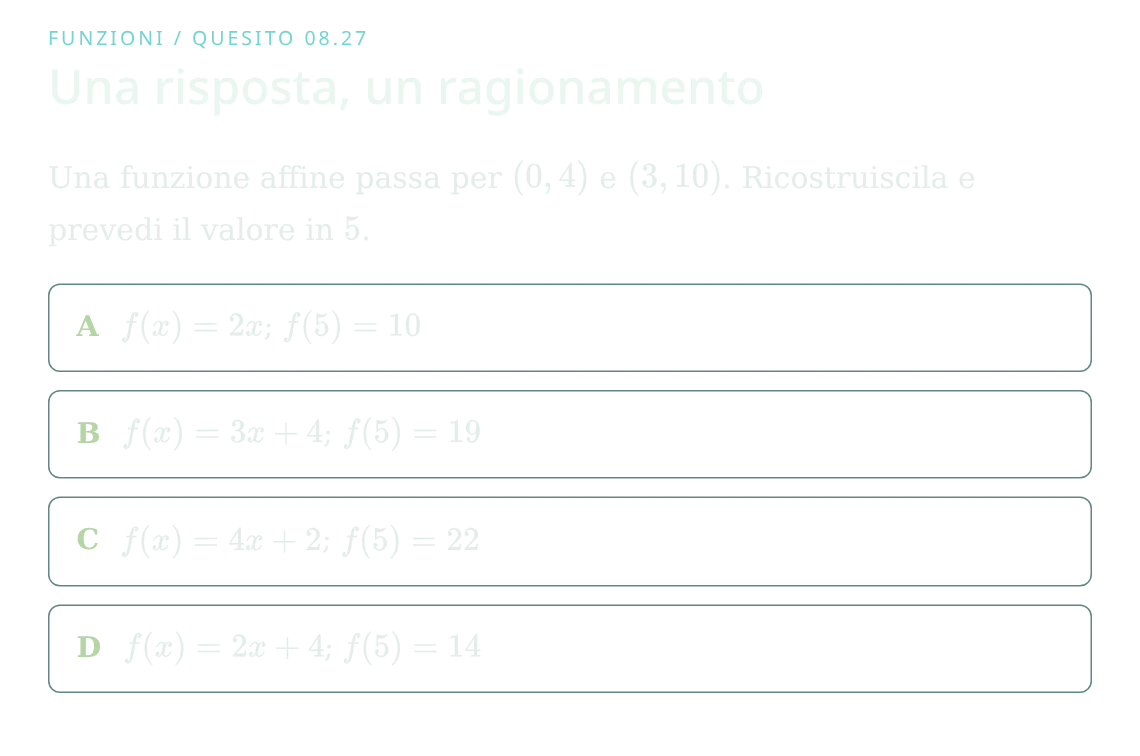 FUNZIONI / QUESITO 08.27
Una risposta, un ragionamento
Una funzione affine passa per (0, 4) e (3, 10). Ricostruiscila e
prevedi il valore in 5.
A f(x) = 2x; f(5) = 10
B f(x) = 3x + 4; f(5) = 19
C f(x) = 4x + 2; f(5) = 22
D f(x) = 2x + 4; f(5) = 14